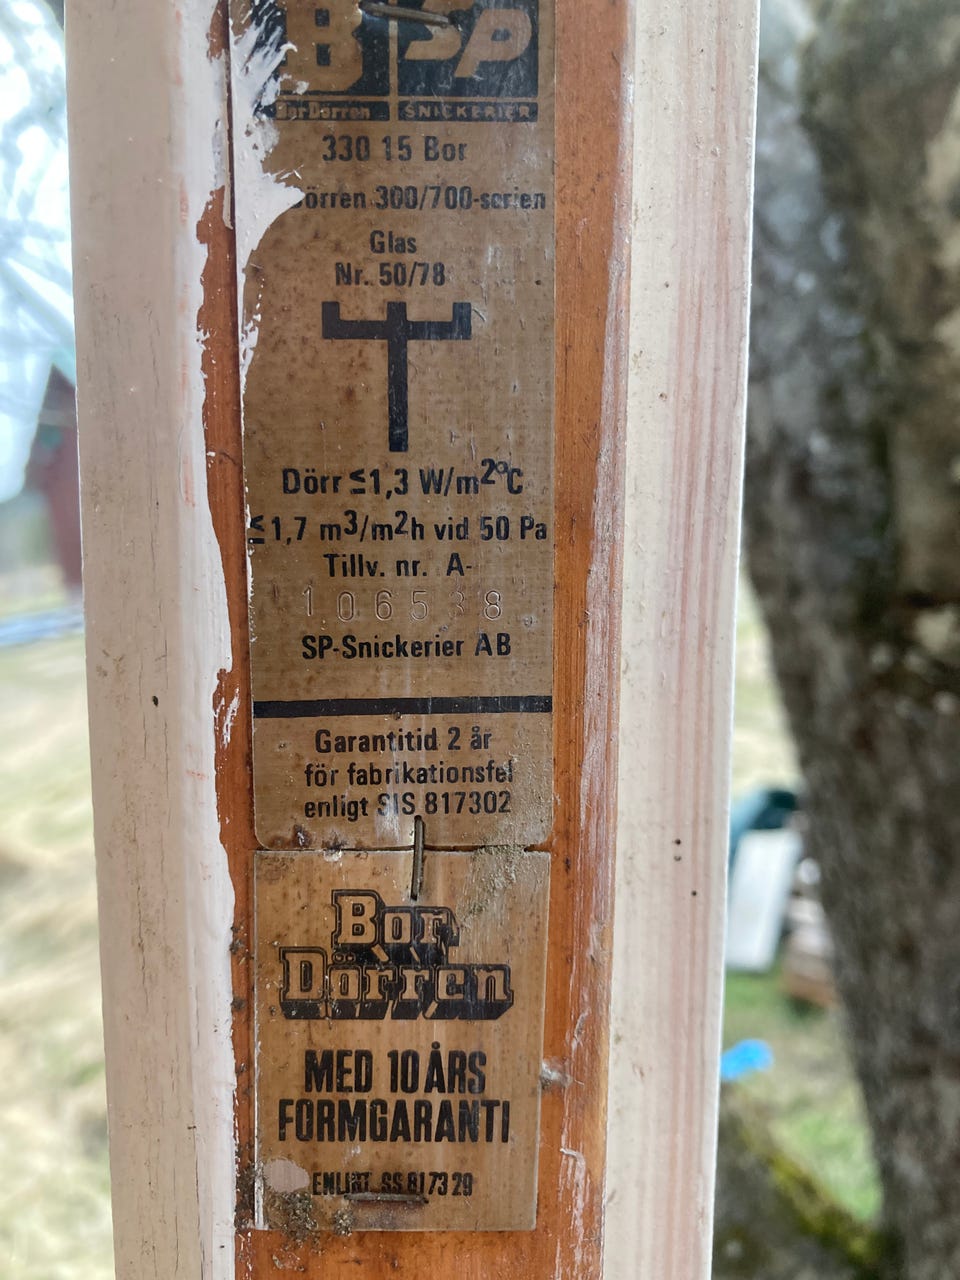 B Sp
BorDörren SNICKERIER
330 15 Bor
Dörren 300/700-serien
Glas
Nr. 50/78
Dörr ≤1,3 W/m²°C
≤1,7 m³/m²h vid 50 Pa
Tillv. nr. A-
SP-Snickerier AB
Garantitid 2 år
för fabrikationsfel
enligt SIS 817302
Bor
Dörren
MED 10 ÅRS
FORMGARANTI
ENLIGT SS 817329